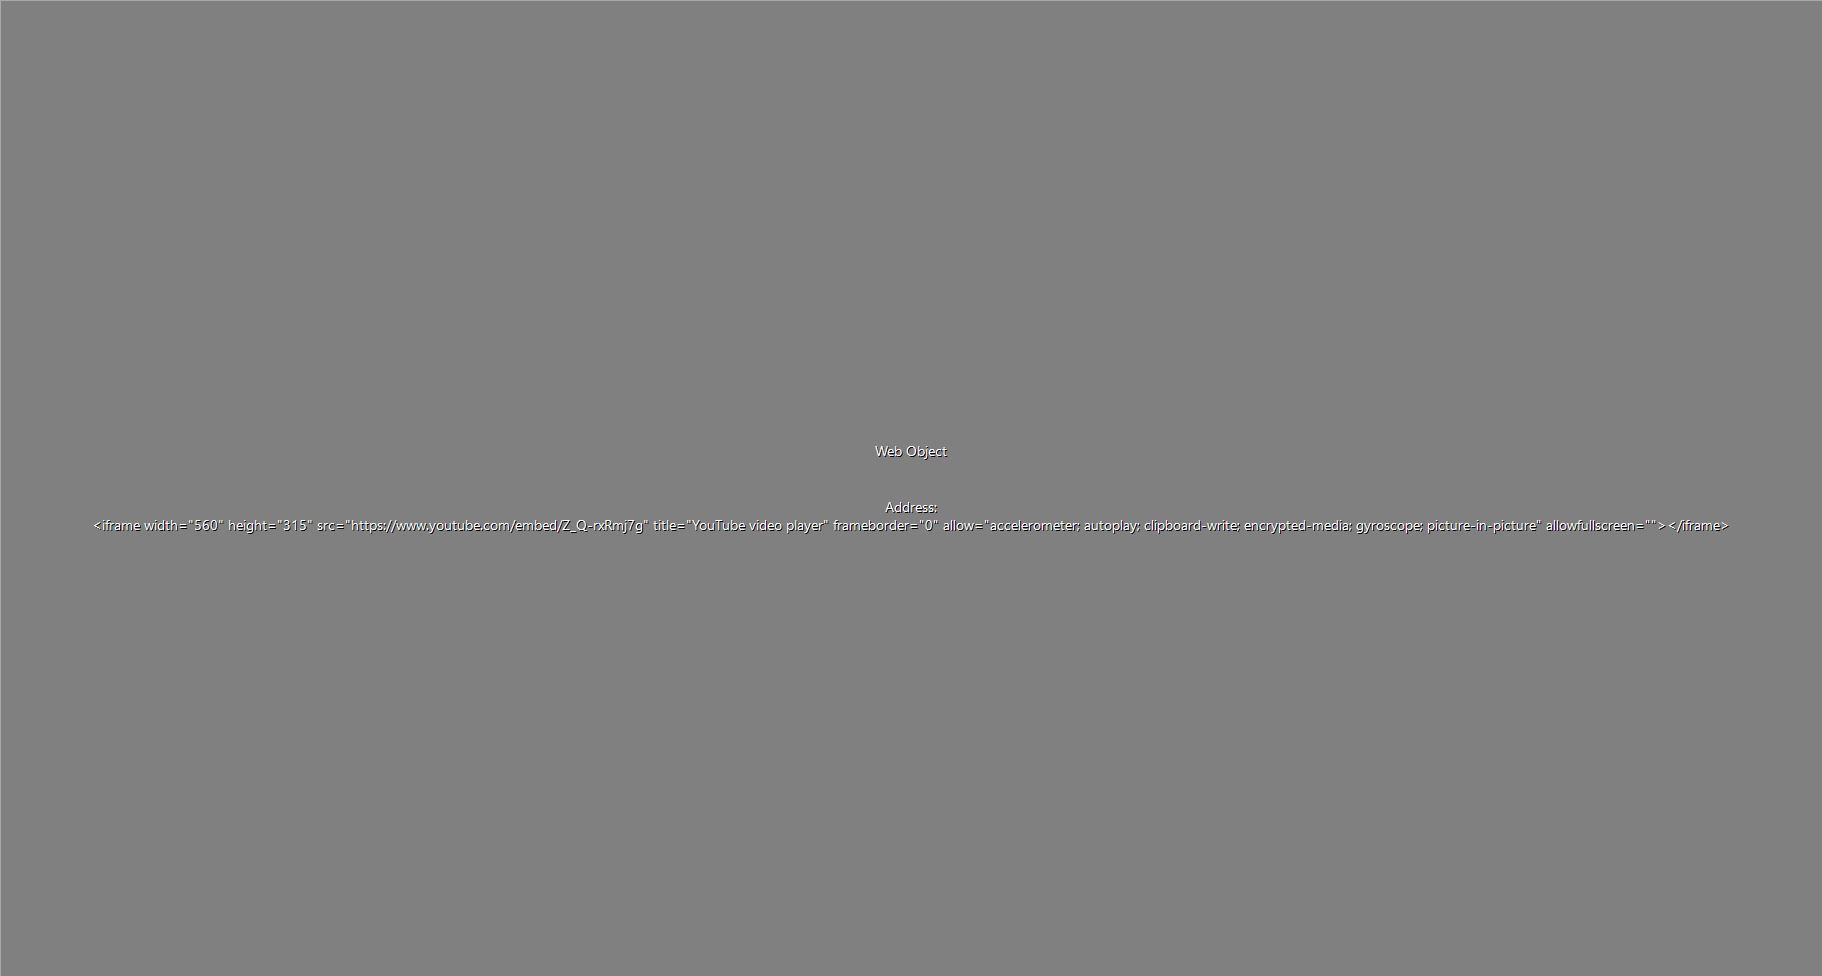 Web Object
Address:
<iframe width="560" height="315" src="https://www.youtube.com/embed/Z_Q-rxRmj7g" title="YouTube video player" frameborder="0" allow="accelerometer; autoplay; clipboard-write; encrypted-media; gyroscope; picture-in-picture" allowfullscreen=""></iframe>